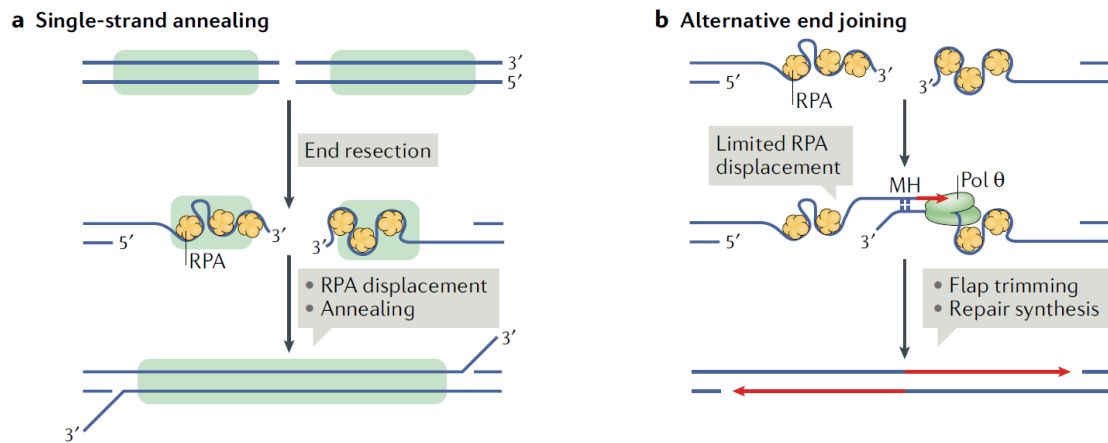 a Single-strand annealing
3′
5′
End resection
5′
RPA
3′
3′
• RPA displacement
• Annealing
3′
3′
b Alternative end joining
5′
RPA
3′
3′
Limited RPA
displacement
MH
Pol θ
5′
3′
• Flap trimming
• Repair synthesis